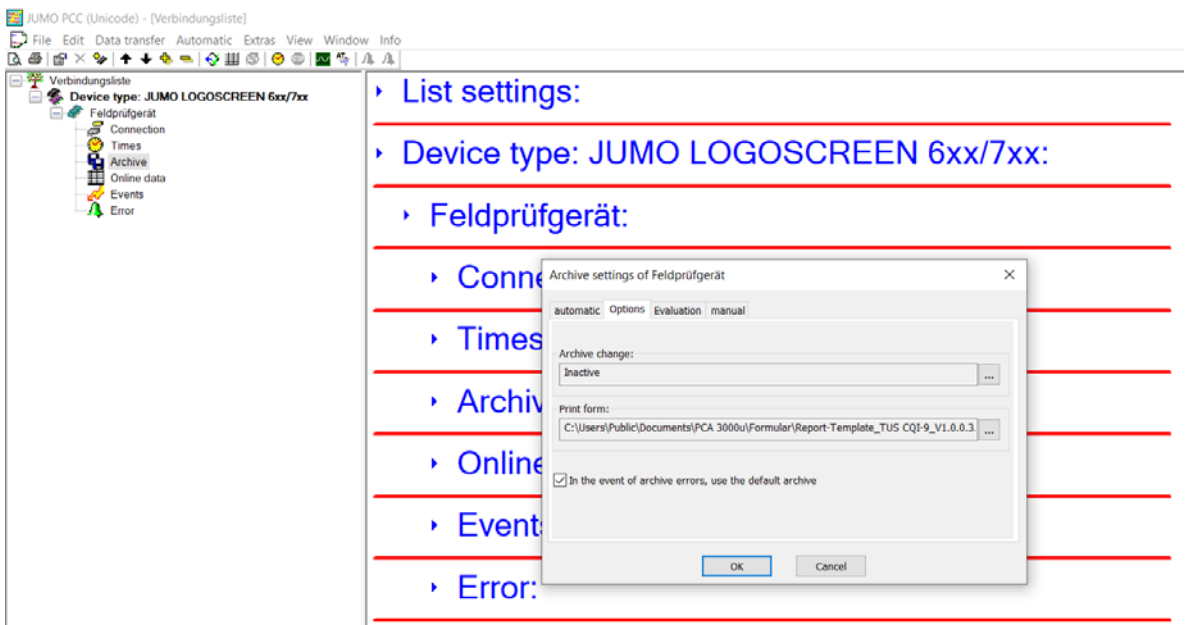 JUMO PCC (Unicode) - [Verbindungsliste]
File Edit Data transfer Automatic Extras View Window Info
Verbindungsliste
Device type: JUMO LOGOSCREEN 6xx/7xx
Feldprüfgerät
Connection
Times
Archive
Online data
Events
Error
List settings:
Device type: JUMO LOGOSCREEN 6xx/7xx:
Feldprüfgerät:
Conne
Times
Archiv
Online
Event
Error:
Archive settings of Feldprüfgerät
automatic Options Evaluation manual
Archive change:
Inactive
...
Print form:
C:\Users\Public\Documents\PCA 3000u\Formular\Report-Template_TUS CQI-9_V1.0.0.3.
...
In the event of archive errors, use the default archive
OK Cancel